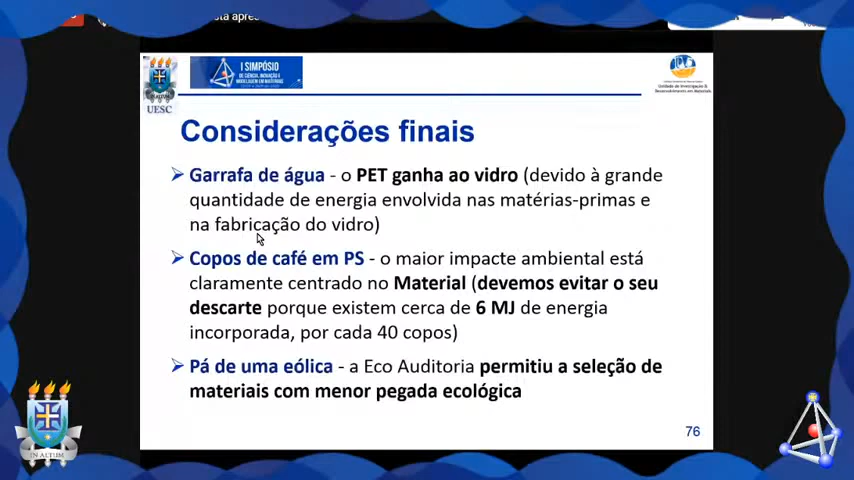 I SIMPÓSIO
UESC
Considerações finais
➢ Garrafa de água - o PET ganha ao vidro (devido à grande
quantidade de energia envolvida nas matérias-primas e
na fabricação do vidro)
➢ Copos de café em PS - o maior impacte ambiental está
claramente centrado no Material (devemos evitar o seu
descarte porque existem cerca de 6 MJ de energia
incorporada, por cada 40 copos)
➢ Pá de uma eólica - a Eco Auditoria permitiu a seleção de
materiais com menor pegada ecológica
76
IN ALTUM